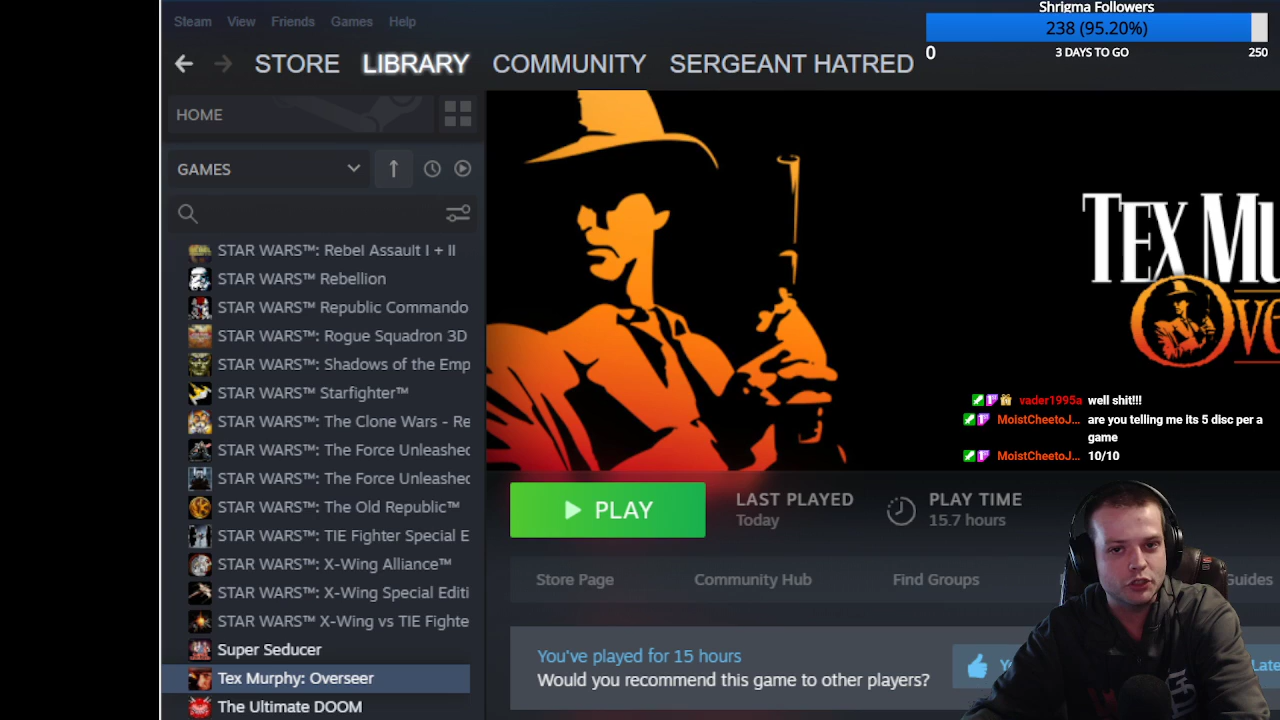 Shrigma Followers
238 (95.20%)
0
3 DAYS TO GO
250
Steam View Friends Games Help
STORE LIBRARY COMMUNITY SERGEANT HATRED
HOME
GAMES
STAR WARS™: Rebel Assault I + II
STAR WARS™ Rebellion
STAR WARS™ Republic Commando
STAR WARS™: Rogue Squadron 3D
STAR WARS™: Shadows of the Emp
STAR WARS™ Starfighter™
STAR WARS™: The Clone Wars - Re
STAR WARS™: The Force Unleashed
STAR WARS™: The Force Unleashed
STAR WARS™: The Old Republic™
STAR WARS™: TIE Fighter Special E
STAR WARS™: X-Wing Alliance™
STAR WARS™: X-Wing Special Editi
STAR WARS™ X-Wing vs TIE Fighte
Super Seducer
Tex Murphy: Overseer
The Ultimate DOOM
TEX MU
OVE
vader1995a well shit!!!
MoistCheetoJ... are you telling me its 5 disc per a
game
MoistCheetoJ... 10/10
PLAY
LAST PLAYED
Today
PLAY TIME
15.7 hours
Store Page Community Hub Find Groups Guides
You've played for 15 hours
Would you recommend this game to other players?
Late